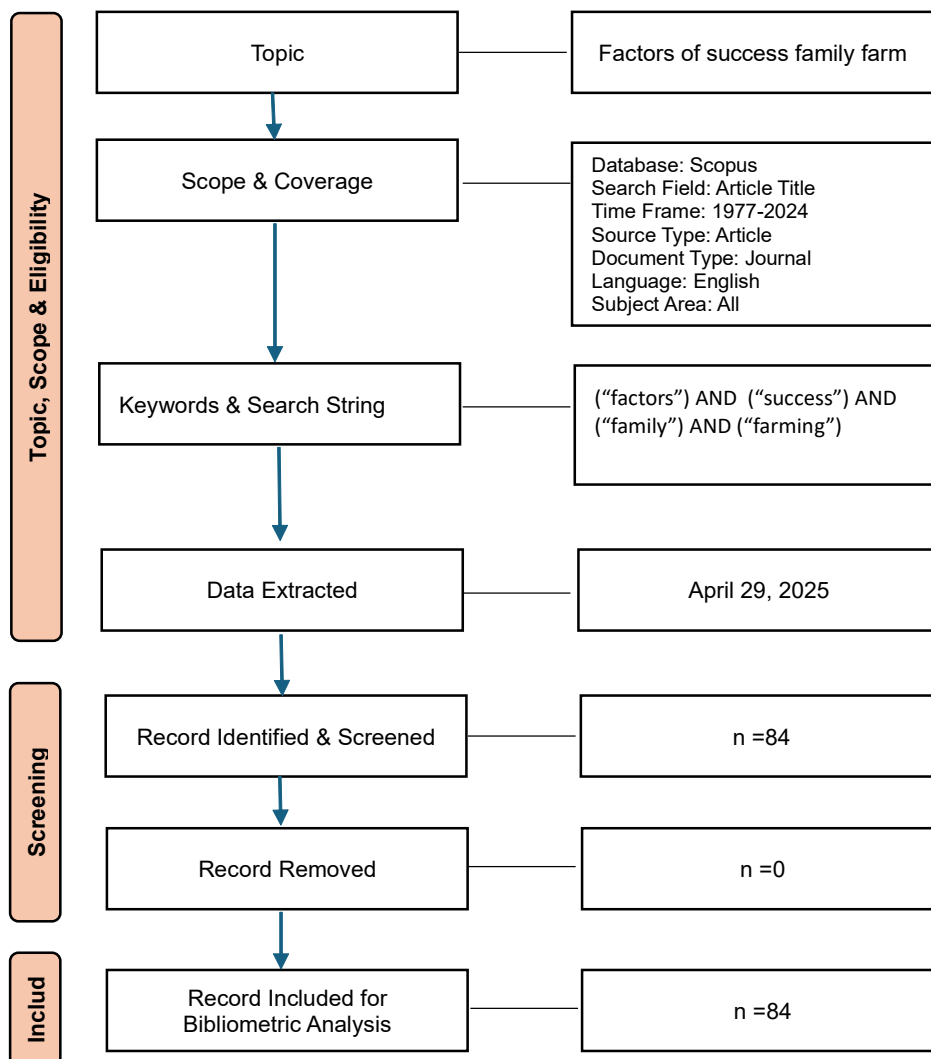 Topic, Scope & Eligibility
Topic
Factors of success family farm
Scope & Coverage
Database: Scopus
Search Field: Article Title
Time Frame: 1977-2024
Source Type: Article
Document Type: Journal
Language: English
Subject Area: All
Keywords & Search String
(“factors”) AND (“success”) AND
(“family”) AND (“farming”)
Data Extracted
April 29, 2025
Screening
Record Identified & Screened
n =84
Record Removed
n =0
Includ
Record Included for
Bibliometric Analysis
n =84